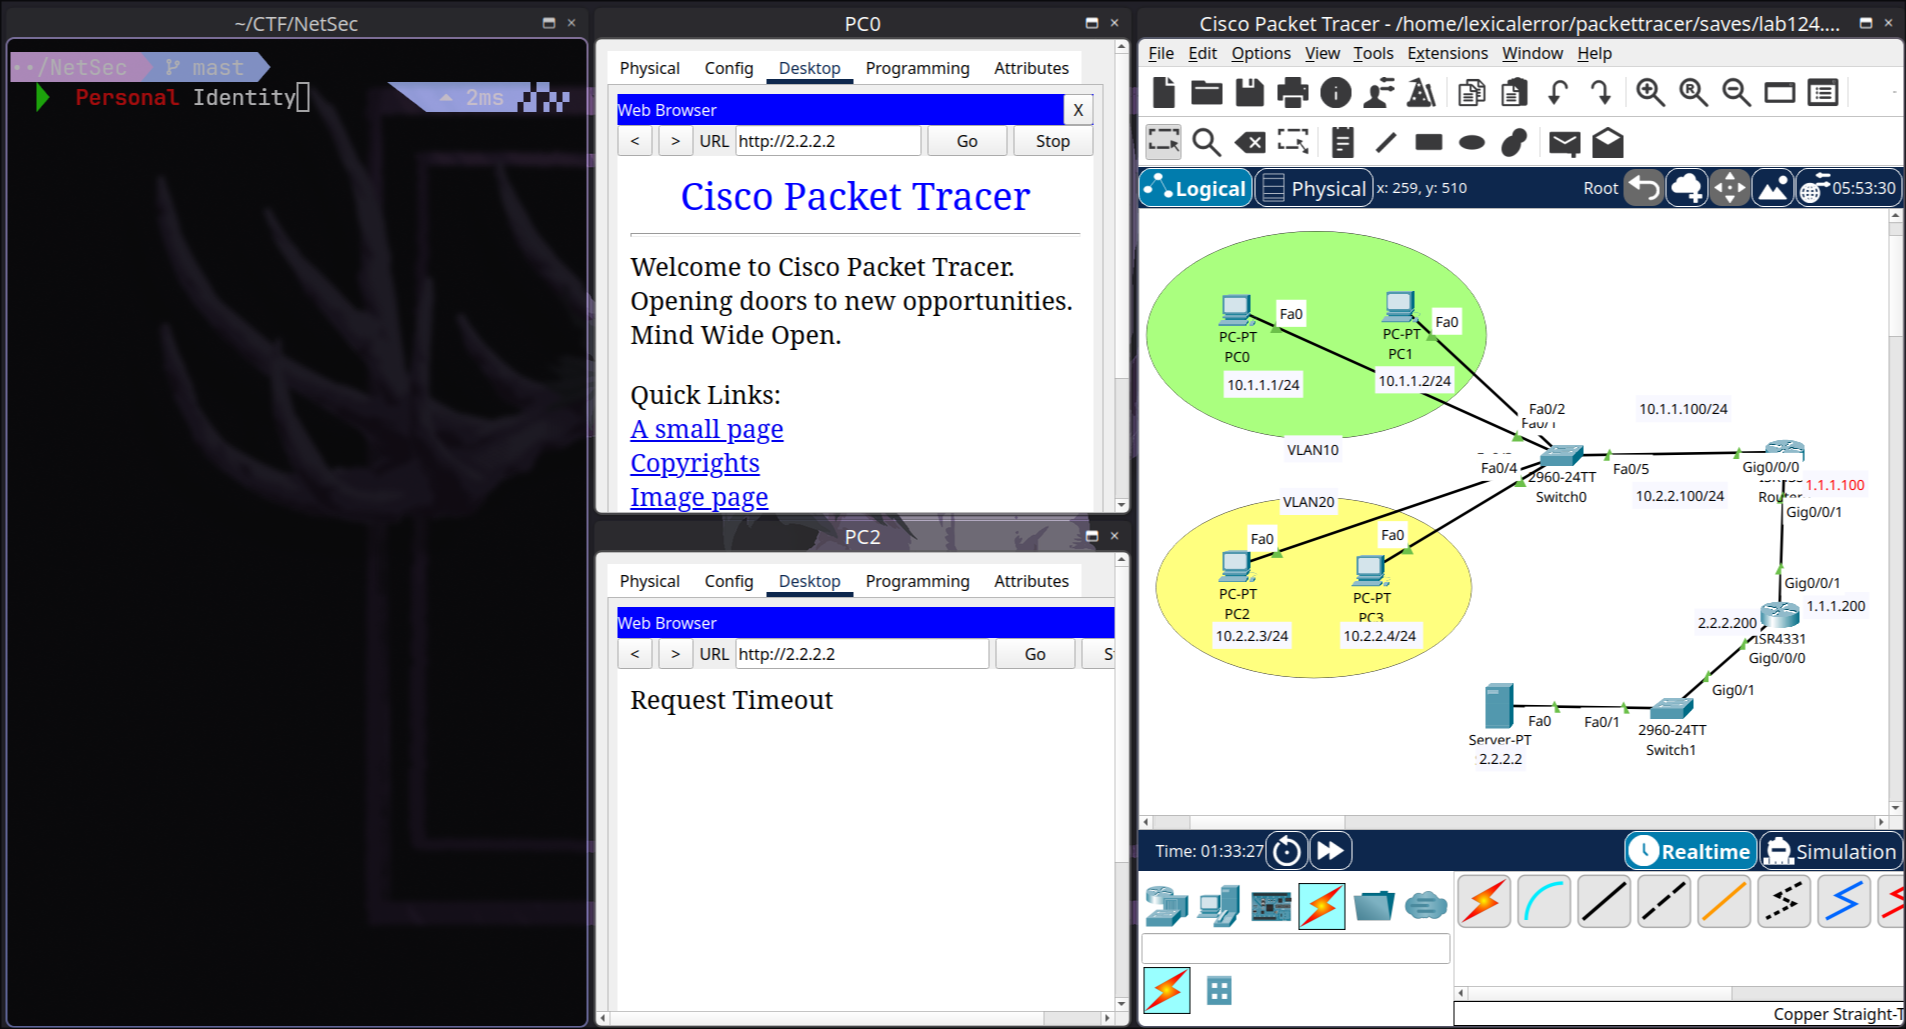 ~/CTF/NetSec
••/NetSec mast
Personal Identity
2ms
PC0
Physical Config Desktop Programming Attributes
Web Browser
X
< > URL http://2.2.2.2 Go Stop
Cisco Packet Tracer
Welcome to Cisco Packet Tracer.
Opening doors to new opportunities.
Mind Wide Open.
Quick Links:
A small page
Copyrights
Image page
PC2
Physical Config Desktop Programming Attributes
Web Browser
< > URL http://2.2.2.2 Go
Request Timeout
Cisco Packet Tracer - /home/lexicalerror/packettracer/saves/lab124....
File Edit Options View Tools Extensions Window Help
Logical Physical x: 259, y: 510 Root 05:53:30
Fa0
PC-PT
PC0
10.1.1.1/24
Fa0
PC-PT
PC1
10.1.1.2/24
VLAN10
Fa0/2
Fa0/1
10.1.1.100/24
Fa0/4
2960-24TT
Switch0
Fa0/5
10.2.2.100/24
Gig0/0/0
Router
1.1.1.100
Gig0/0/1
VLAN20
Fa0
PC-PT
PC2
10.2.2.3/24
Fa0
PC-PT
PC3
10.2.2.4/24
Gig0/0/1
1.1.1.200
2.2.2.200
ISR4331
Gig0/0/0
Gig0/1
2960-24TT
Switch1
Fa0/1
Fa0
Server-PT
2.2.2.2
Time: 01:33:27
Realtime Simulation
Copper Straight-T